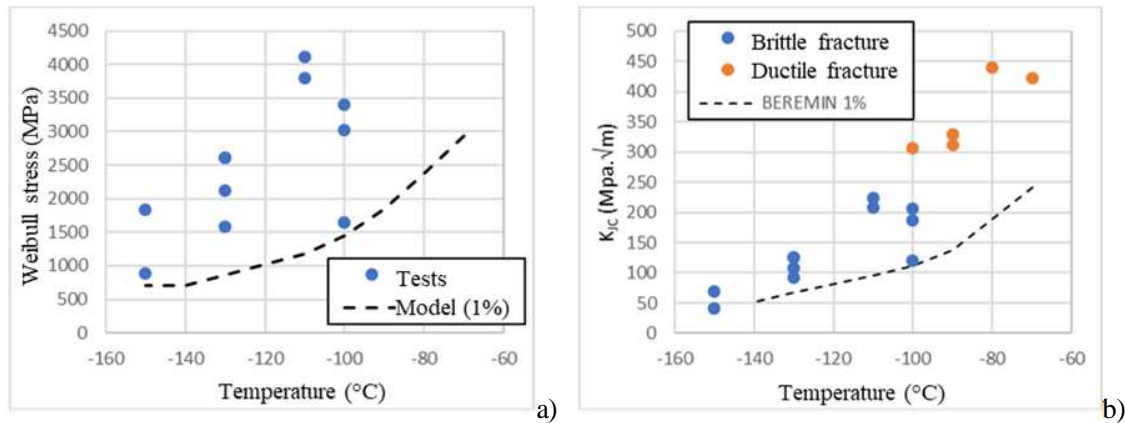 4500
4000
3500
3000
2500
2000
1500
1000
500
0
Weibull stress (MPa)
-160 -140 -120 -100 -80 -60
Temperature (°C)
Tests
Model (1%)
a)
500
450
400
350
300
250
200
150
100
50
0
K_JC (Mpa.√m)
Brittle fracture
Ductile fracture
BEREMIN 1%
-160 -140 -120 -100 -80 -60
Temperature (°C)
b)